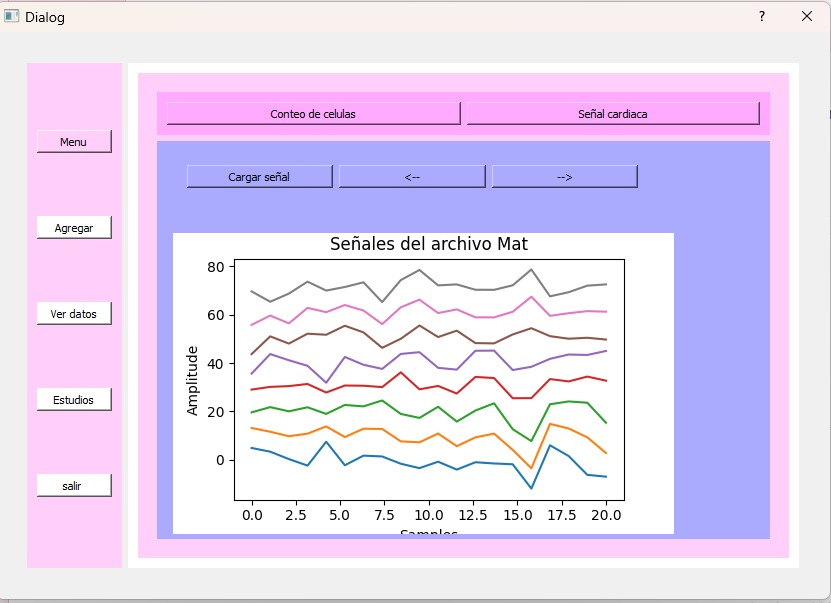 Dialog
?
Conteo de celulas
Señal cardiaca
Menu
Agregar
Ver datos
Estudios
salir
Cargar señal
<--
-->
Señales del archivo Mat
Amplitude
80
60
40
20
0
0.0 2.5 5.0 7.5 10.0 12.5 15.0 17.5 20.0
Samples